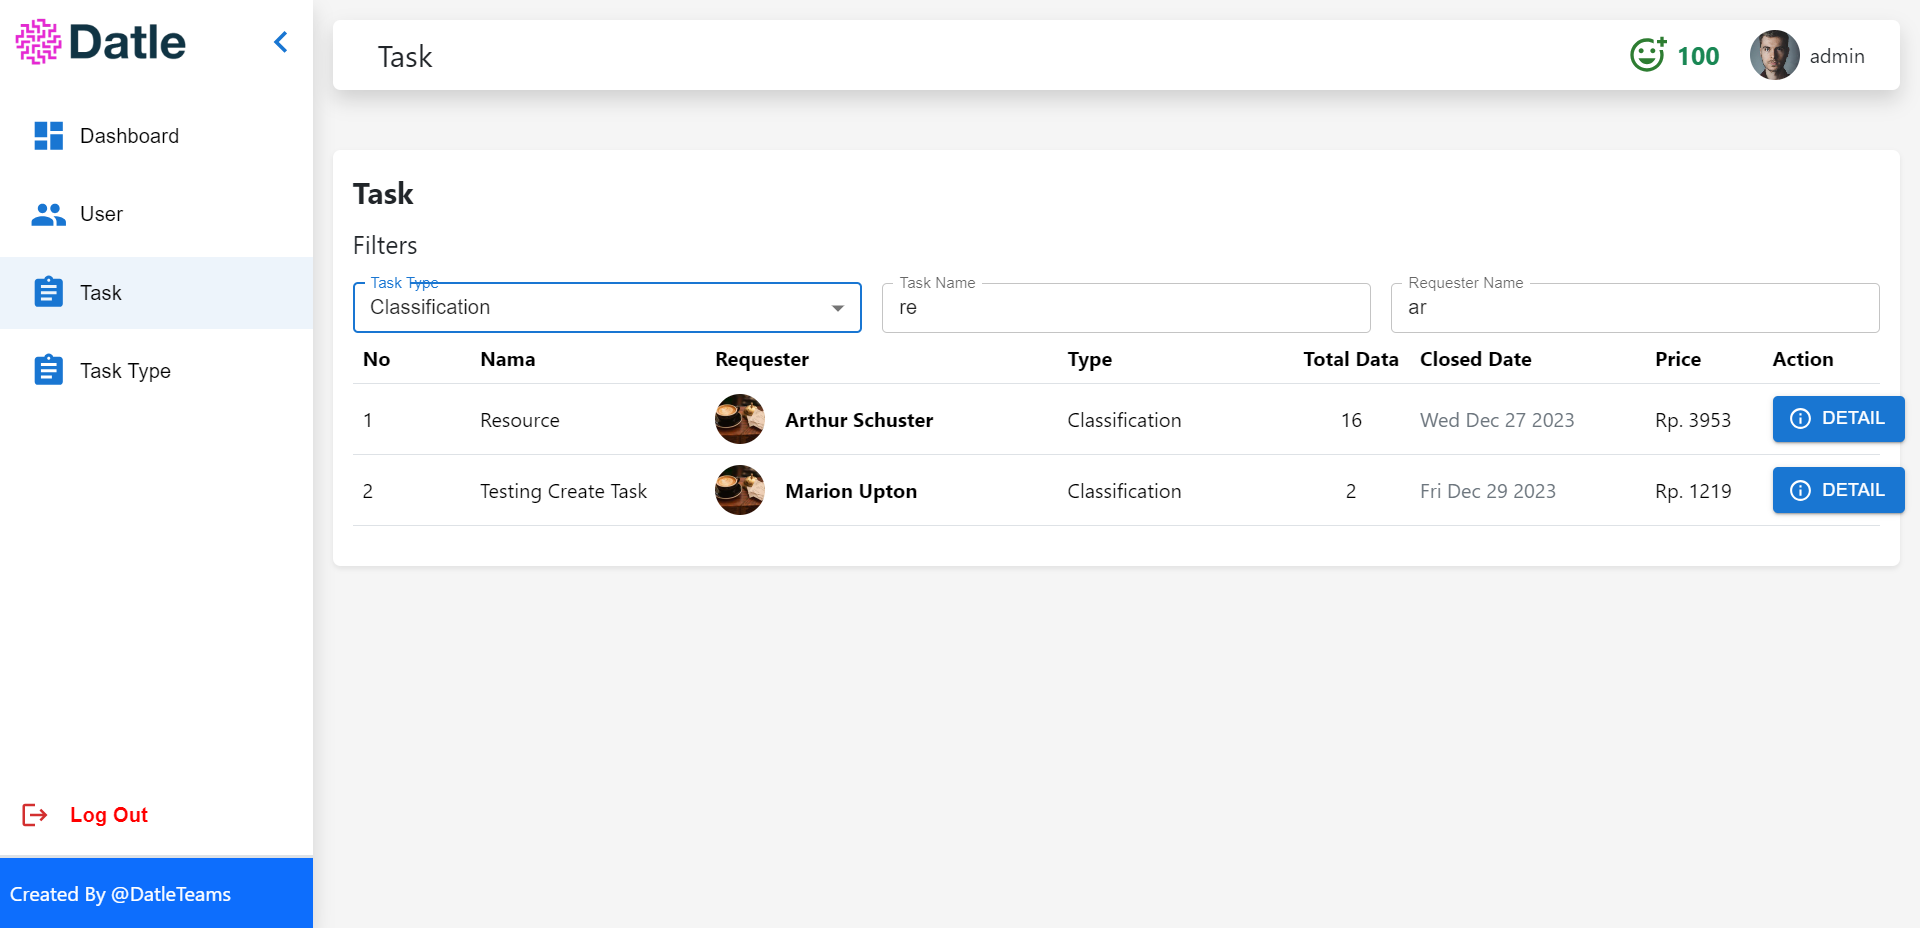 Datle
Task
100
admin
Dashboard
User
Task
Task Type
Log Out
Created By @DatleTeams
Task
Filters
Task Type
Classification
Task Name
re
Requester Name
ar
No Nama Requester Type Total Data Closed Date Price Action
1 Resource Arthur Schuster Classification 16 Wed Dec 27 2023 Rp. 3953 DETAIL
2 Testing Create Task Marion Upton Classification 2 Fri Dec 29 2023 Rp. 1219 DETAIL